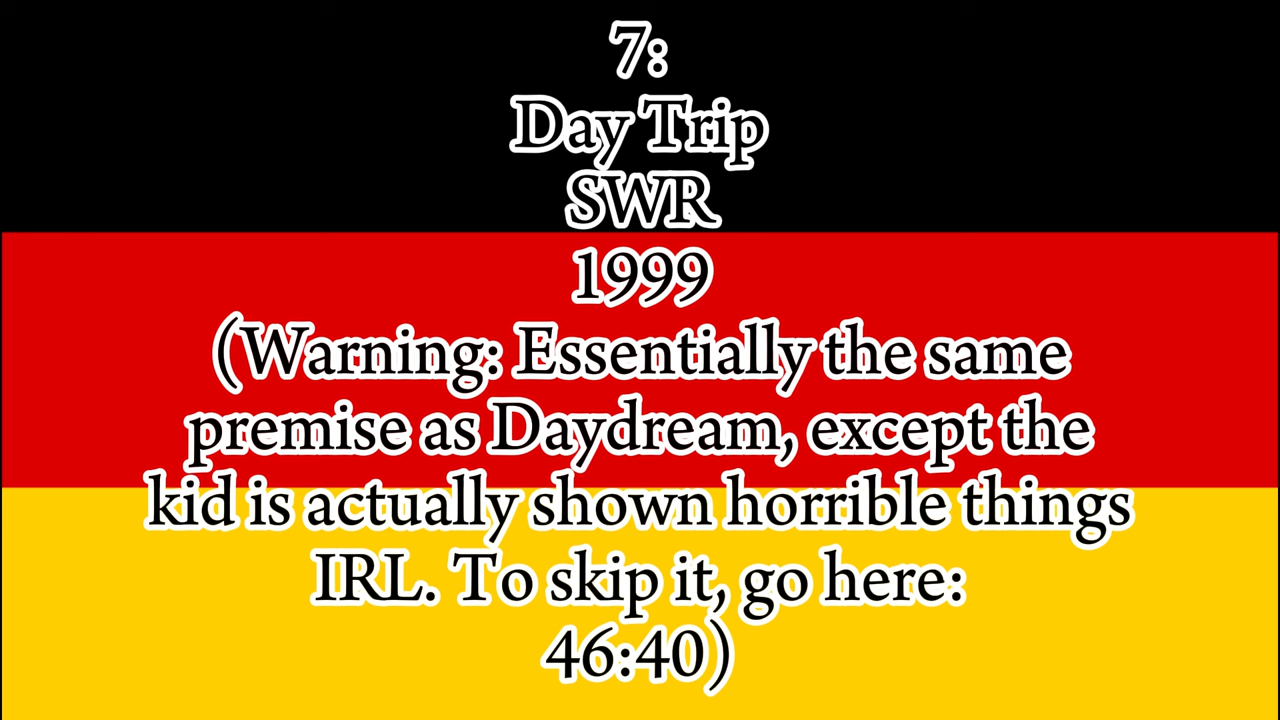 7:
Day Trip
SWR
1999
(Warning: Essentially the same
premise as Daydream, except the
kid is actually shown horrible things
IRL. To skip it, go here:
46:40)